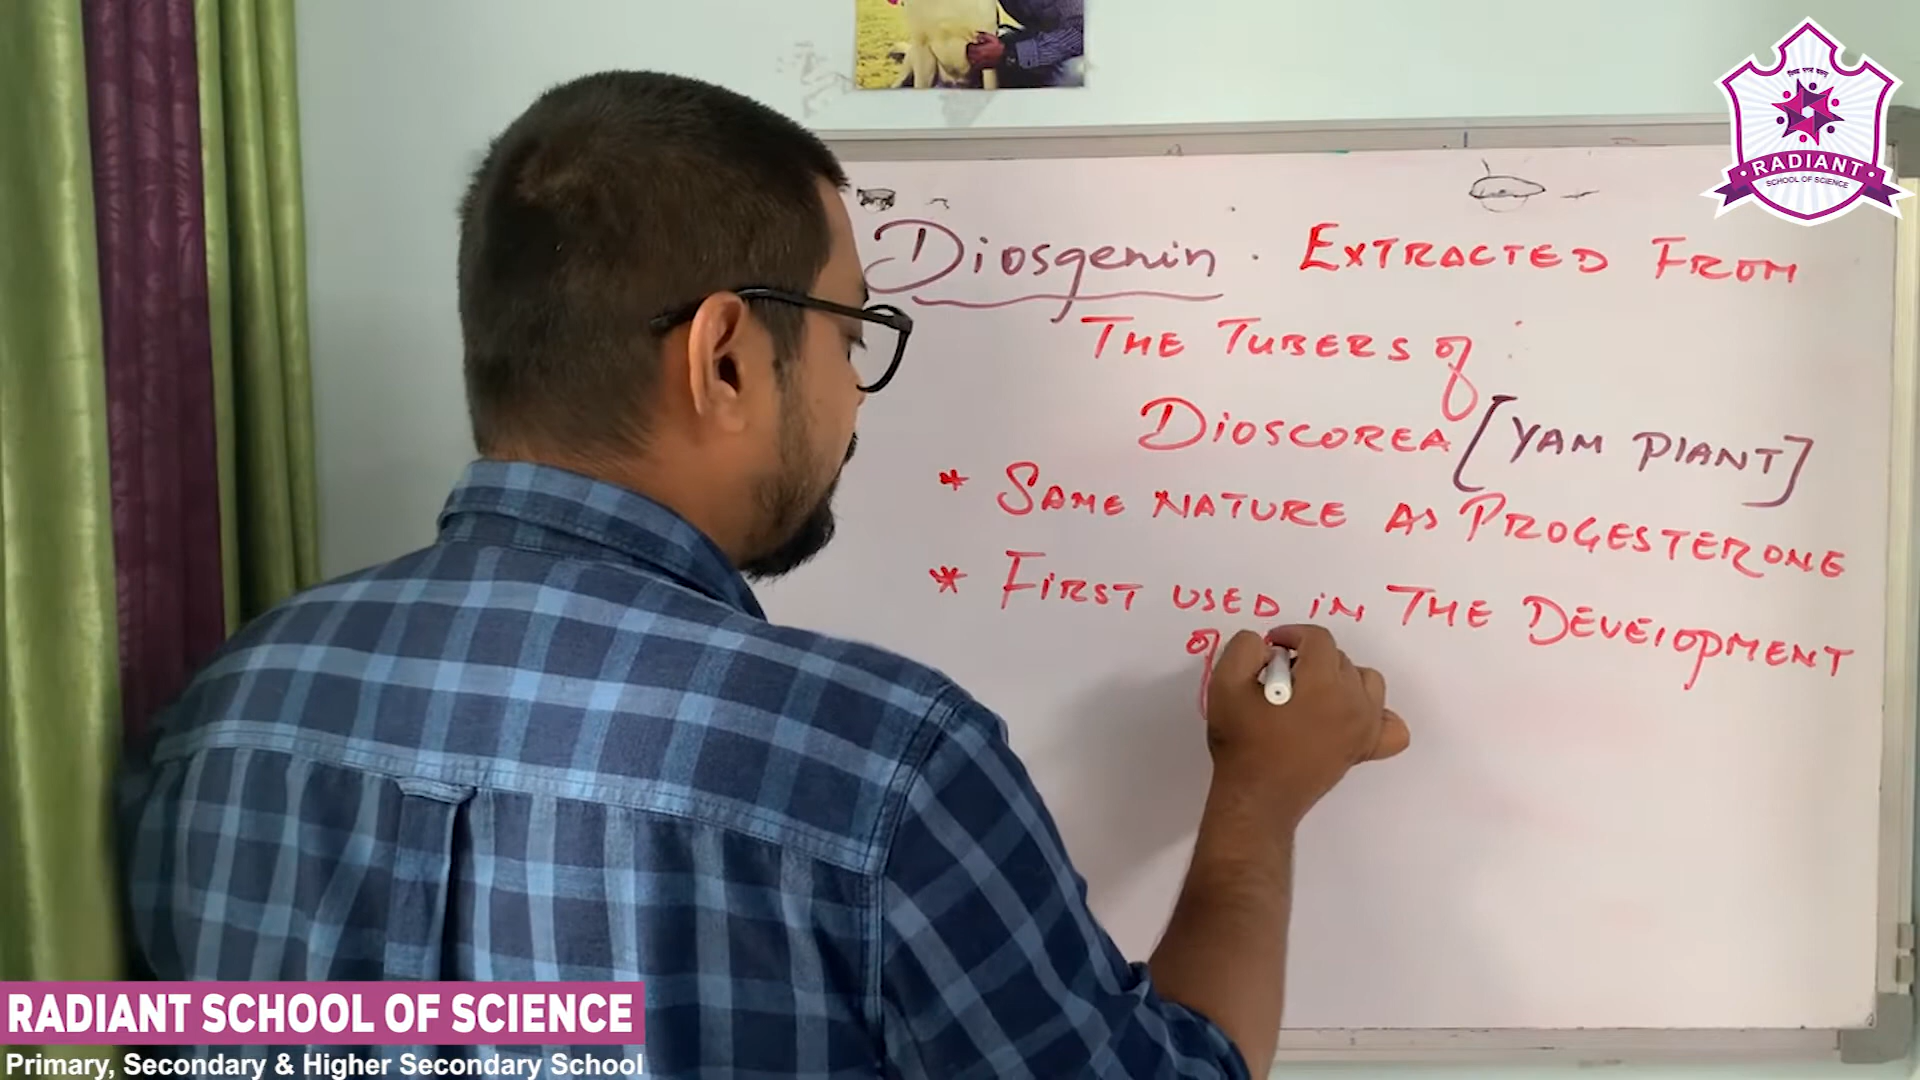 Diosgenin. EXTRACTED FROM
THE TUBERS of :
DIOSCOREA [YAM PLANT]
* SAME NATURE AS PROGESTERONE
* FIRST USED IN THE DEVELOPMENT
of
RADIANT
SCHOOL OF SCIENCE
RADIANT SCHOOL OF SCIENCE
Primary, Secondary & Higher Secondary School